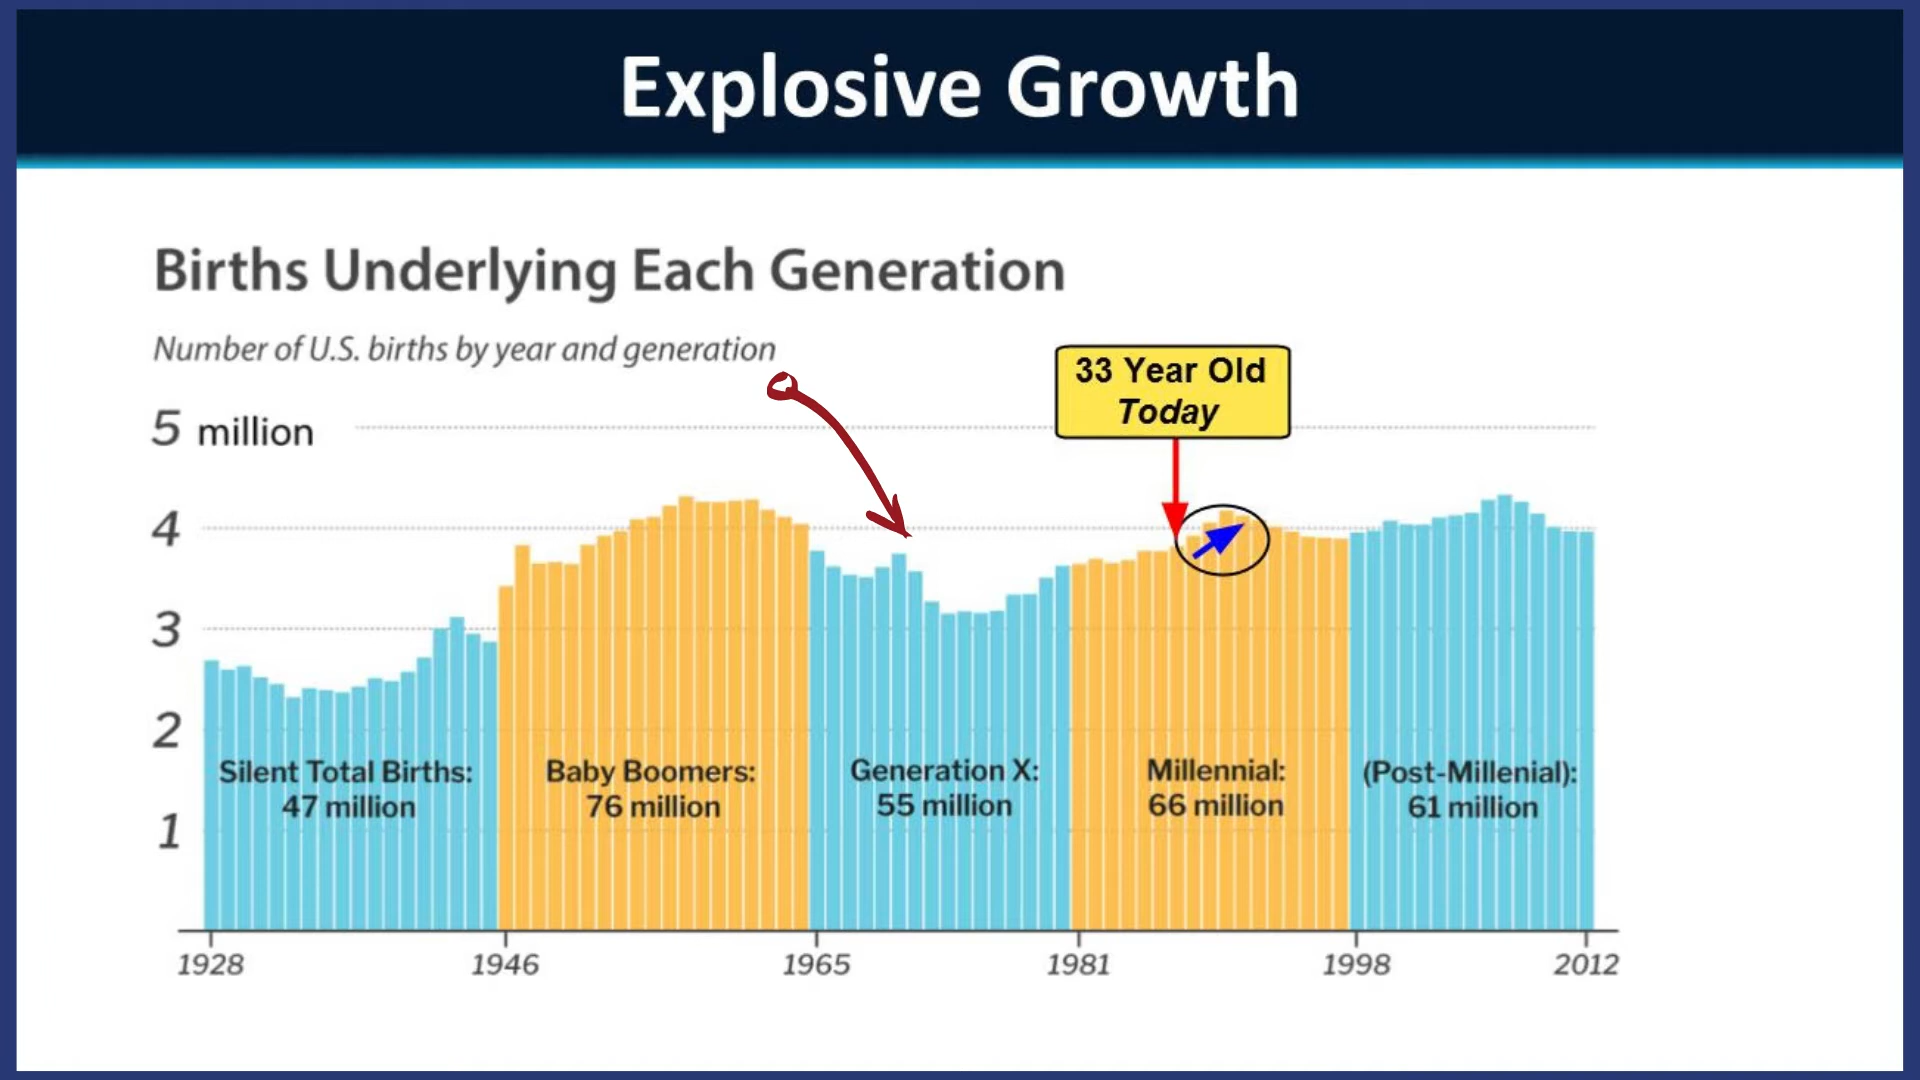 Explosive Growth
Births Underlying Each Generation
Number of U.S. births by year and generation
33 Year Old
Today
5 million
4
3
2
1
Silent Total Births:
47 million
Baby Boomers:
76 million
Generation X:
55 million
Millennial:
66 million
(Post-Millenial):
61 million
1928 1946 1965 1981 1998 2012